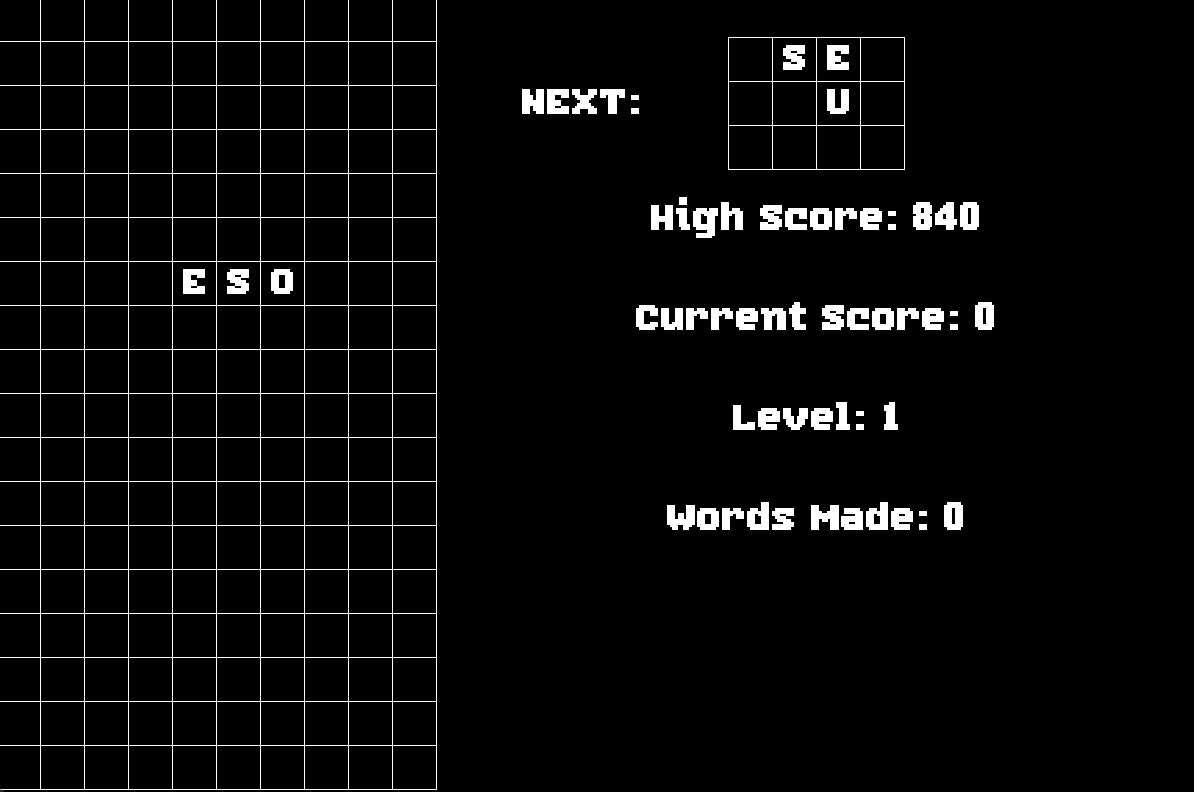 S E
NEXT:
U
High Score: 840
E S O
Current Score: 0
Level: 1
Words Made: 0